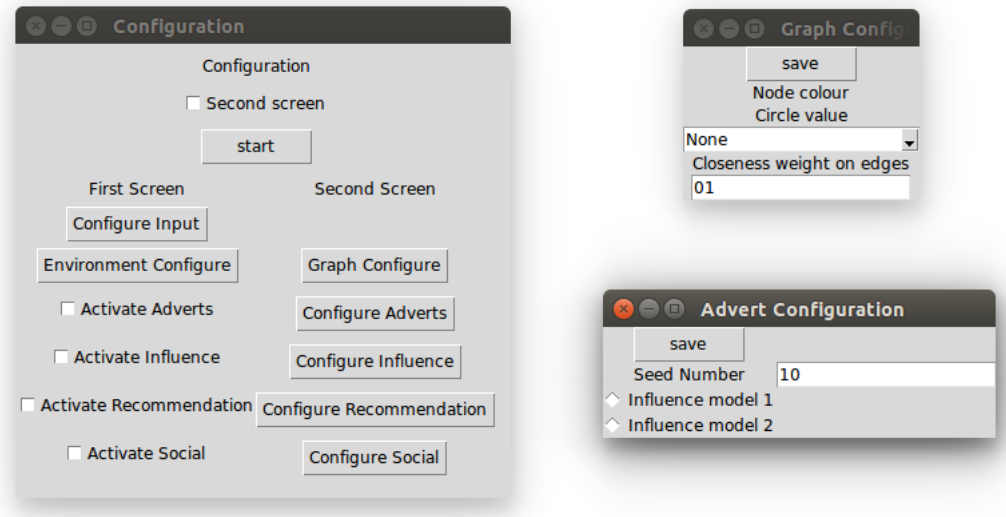 Configuration
Configuration
Second screen
start
First Screen Second Screen
Configure Input
Environment Configure Graph Configure
Activate Adverts Configure Adverts
Activate Influence Configure Influence
Activate Recommendation Configure Recommendation
Activate Social Configure Social
Graph Config
save
Node colour
Circle value
None
Closeness weight on edges
01
Advert Configuration
save
Seed Number 10
Influence model 1
Influence model 2